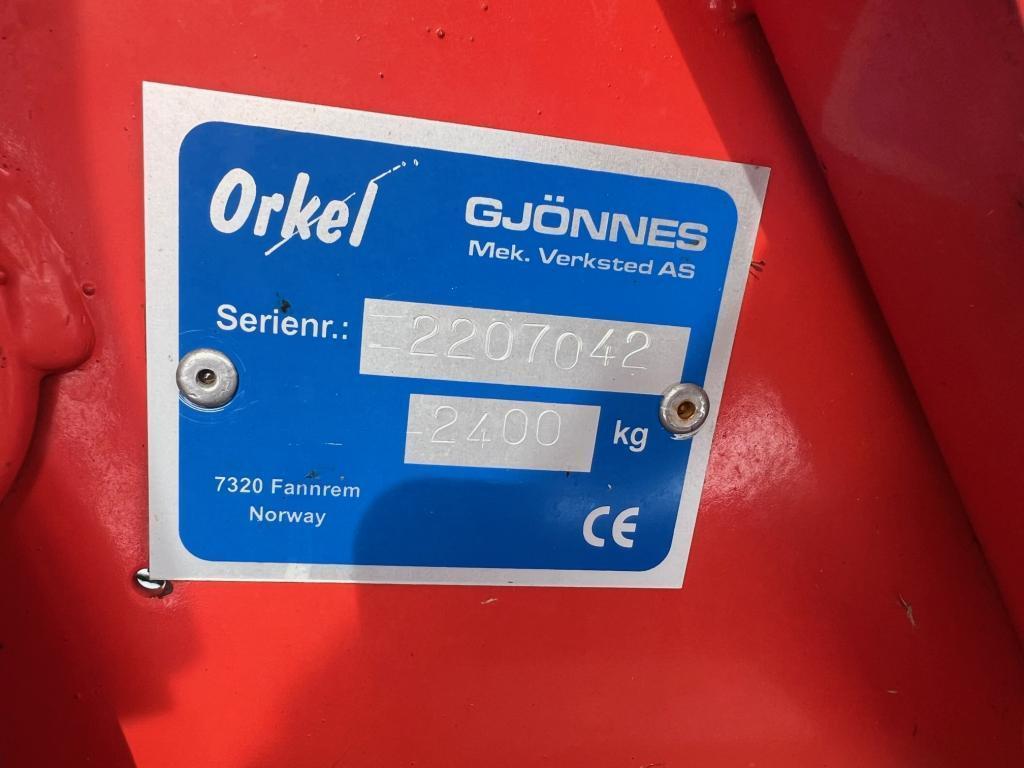 Orkel
GJÖNNES
Mek. Verksted AS
Serienr.: 2207042
2400 kg
7320 Fannrem
Norway
CE